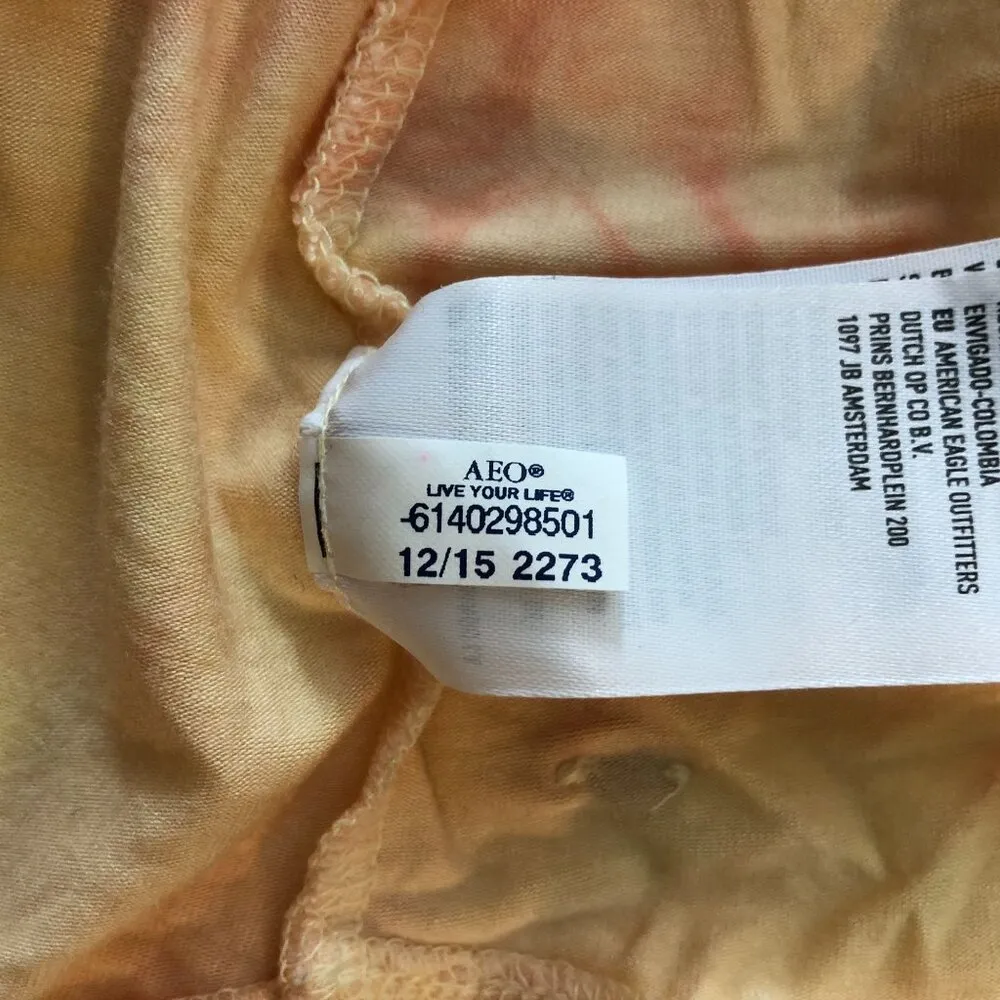 AEO®
LIVE YOUR LIFE®
-6140298501
12/15 2273
ENVIGADO-COLOMBIA
EU AMERICAN EAGLE OUTFITTERS
DUTCH OP CO B.V.
PRINS BERNHARDPLEIN 200
1097 JB AMSTERDAM